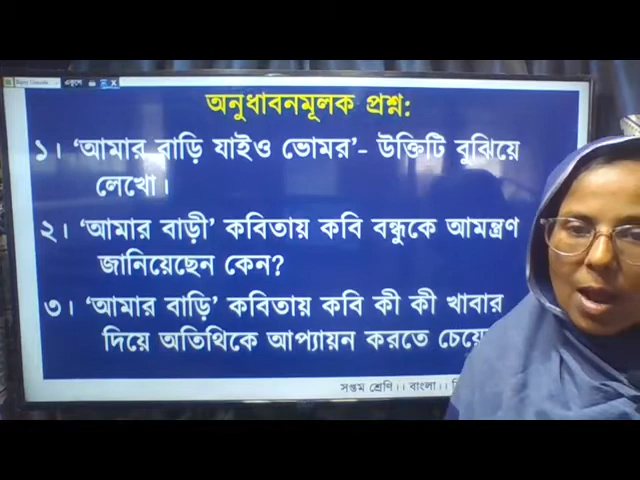 অনুধাবনমূলক প্রশ্ন:
১। ‘আমার বাড়ি যাইও ভোমর’- উক্তিটি বুঝিয়ে
লেখো।
২। ‘আমার বাড়ী’ কবিতায় কবি বন্ধুকে আমন্ত্রণ
জানিয়েছেন কেন?
৩। ‘আমার বাড়ি’ কবিতায় কবি কী কী খাবার
দিয়ে অতিথিকে আপ্যায়ন করতে
সপ্তম শ্রেণি।। বাংলা।।